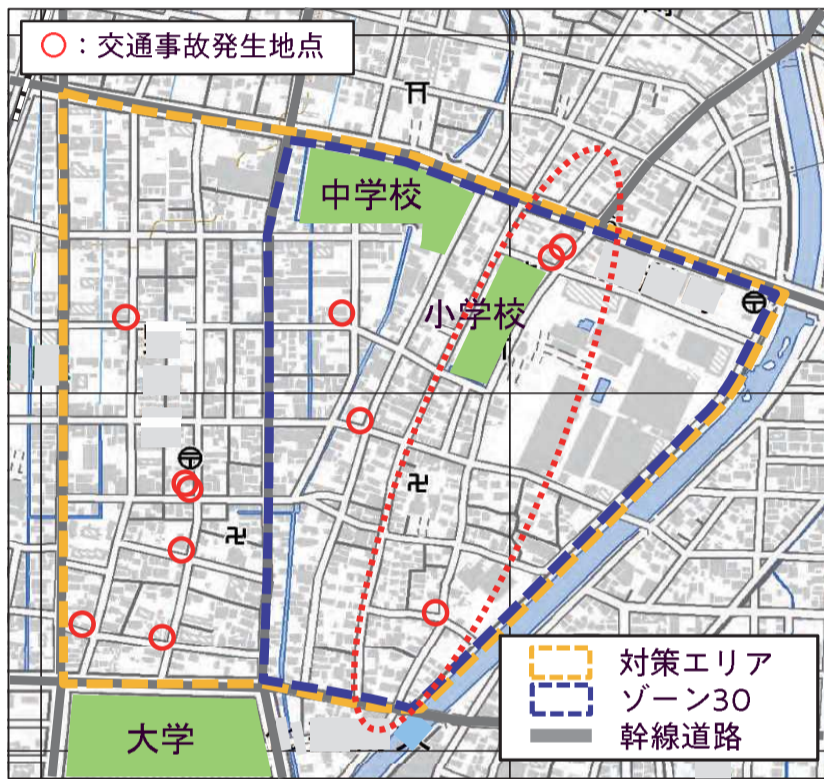 ○：交通事故発生地点
中学校
小学校
大学
対策エリア
ゾーン30
幹線道路